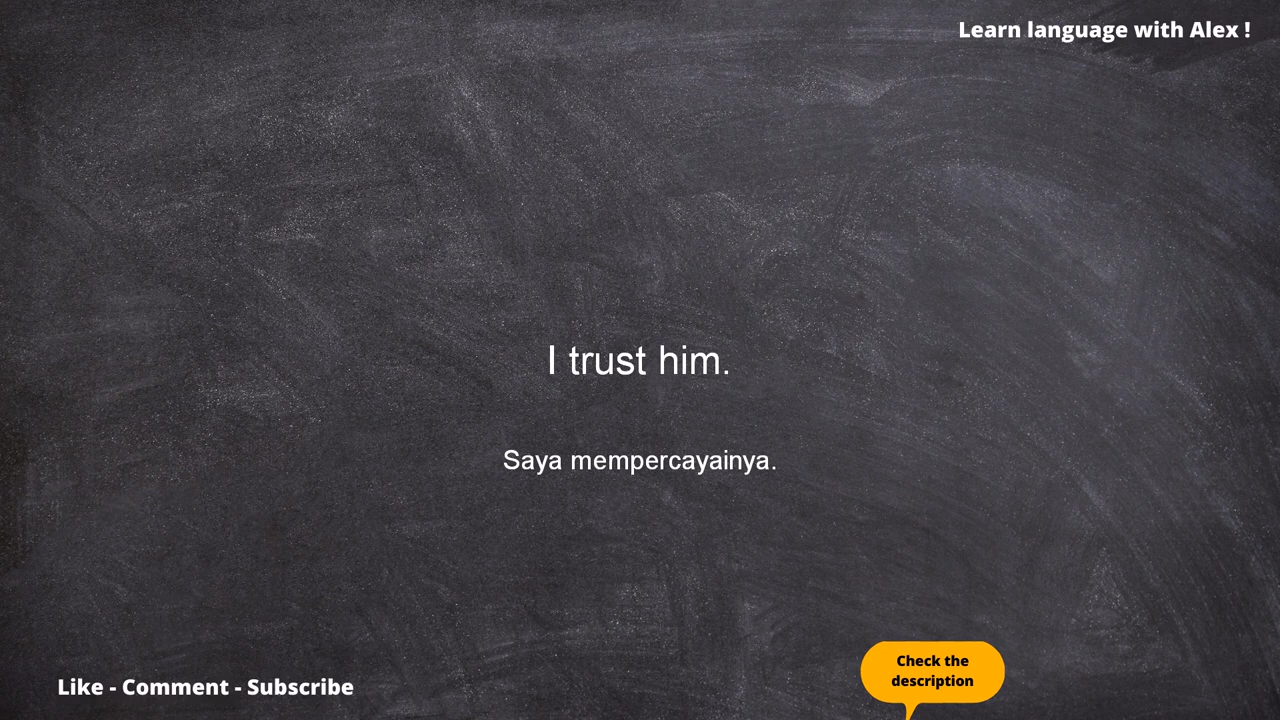 Learn language with Alex !
I trust him.
Saya mempercayainya.
Like - Comment - Subscribe
Check the
description